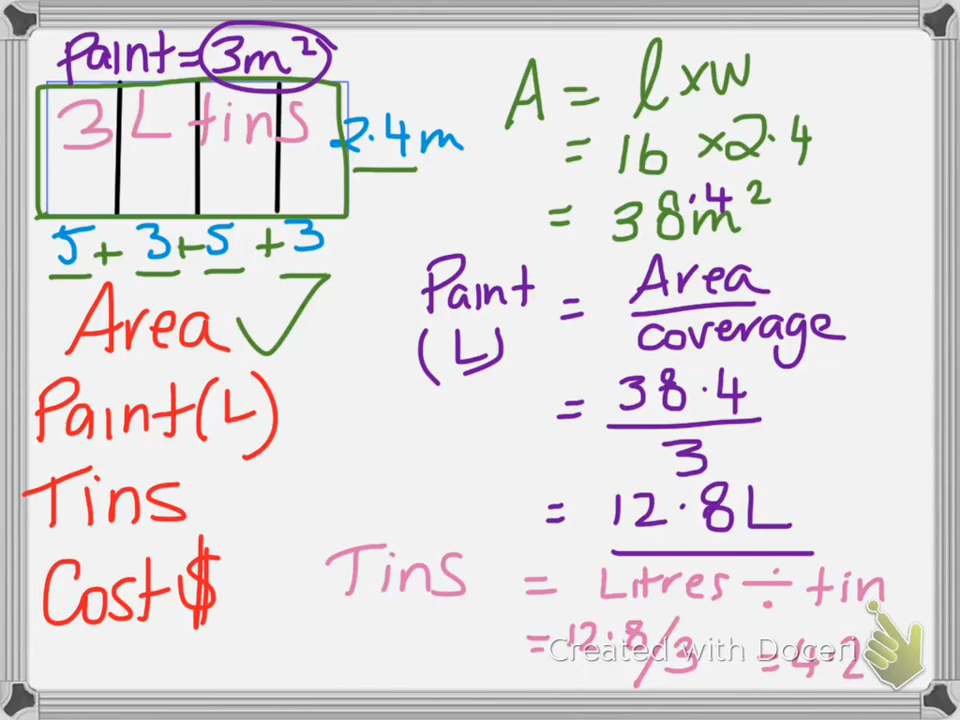 Paint = 3m²
3L tins
2.4m
5 + 3 + 5 + 3
Area ✓
Paint (L)
Tins
Cost $
A = l x w
= 16 x 2.4
= 38.4m²
Paint (L) = Area / coverage
= 38.4 / 3
= 12.8L
Tins = Litres ÷ tin
= 12.8/3 = 4.2
Created with Doceri